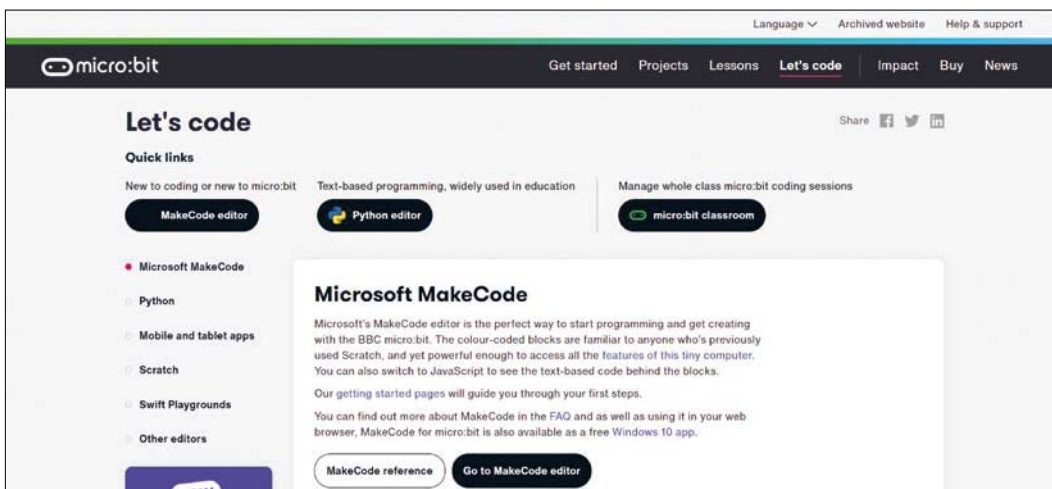 Language Archived website Help & support
micro:bit Get started Projects Lessons Let's code Impact Buy News
Let's code
Share
Quick links
New to coding or new to micro:bit Text-based programming, widely used in education Manage whole class micro:bit coding sessions
MakeCode editor Python editor micro:bit classroom
Microsoft MakeCode
Python
Mobile and tablet apps
Scratch
Swift Playgrounds
Other editors
Microsoft MakeCode
Microsoft's MakeCode editor is the perfect way to start programming and get creating
with the BBC micro:bit. The colour-coded blocks are familiar to anyone who's previously
used Scratch, and yet powerful enough to access all the features of this tiny computer.
You can also switch to JavaScript to see the text-based code behind the blocks.
Our getting started pages will guide you through your first steps.
You can find out more about MakeCode in the FAQ and as well as using it in your web
browser, MakeCode for micro:bit is also available as a free Windows 10 app.
MakeCode reference Go to MakeCode editor